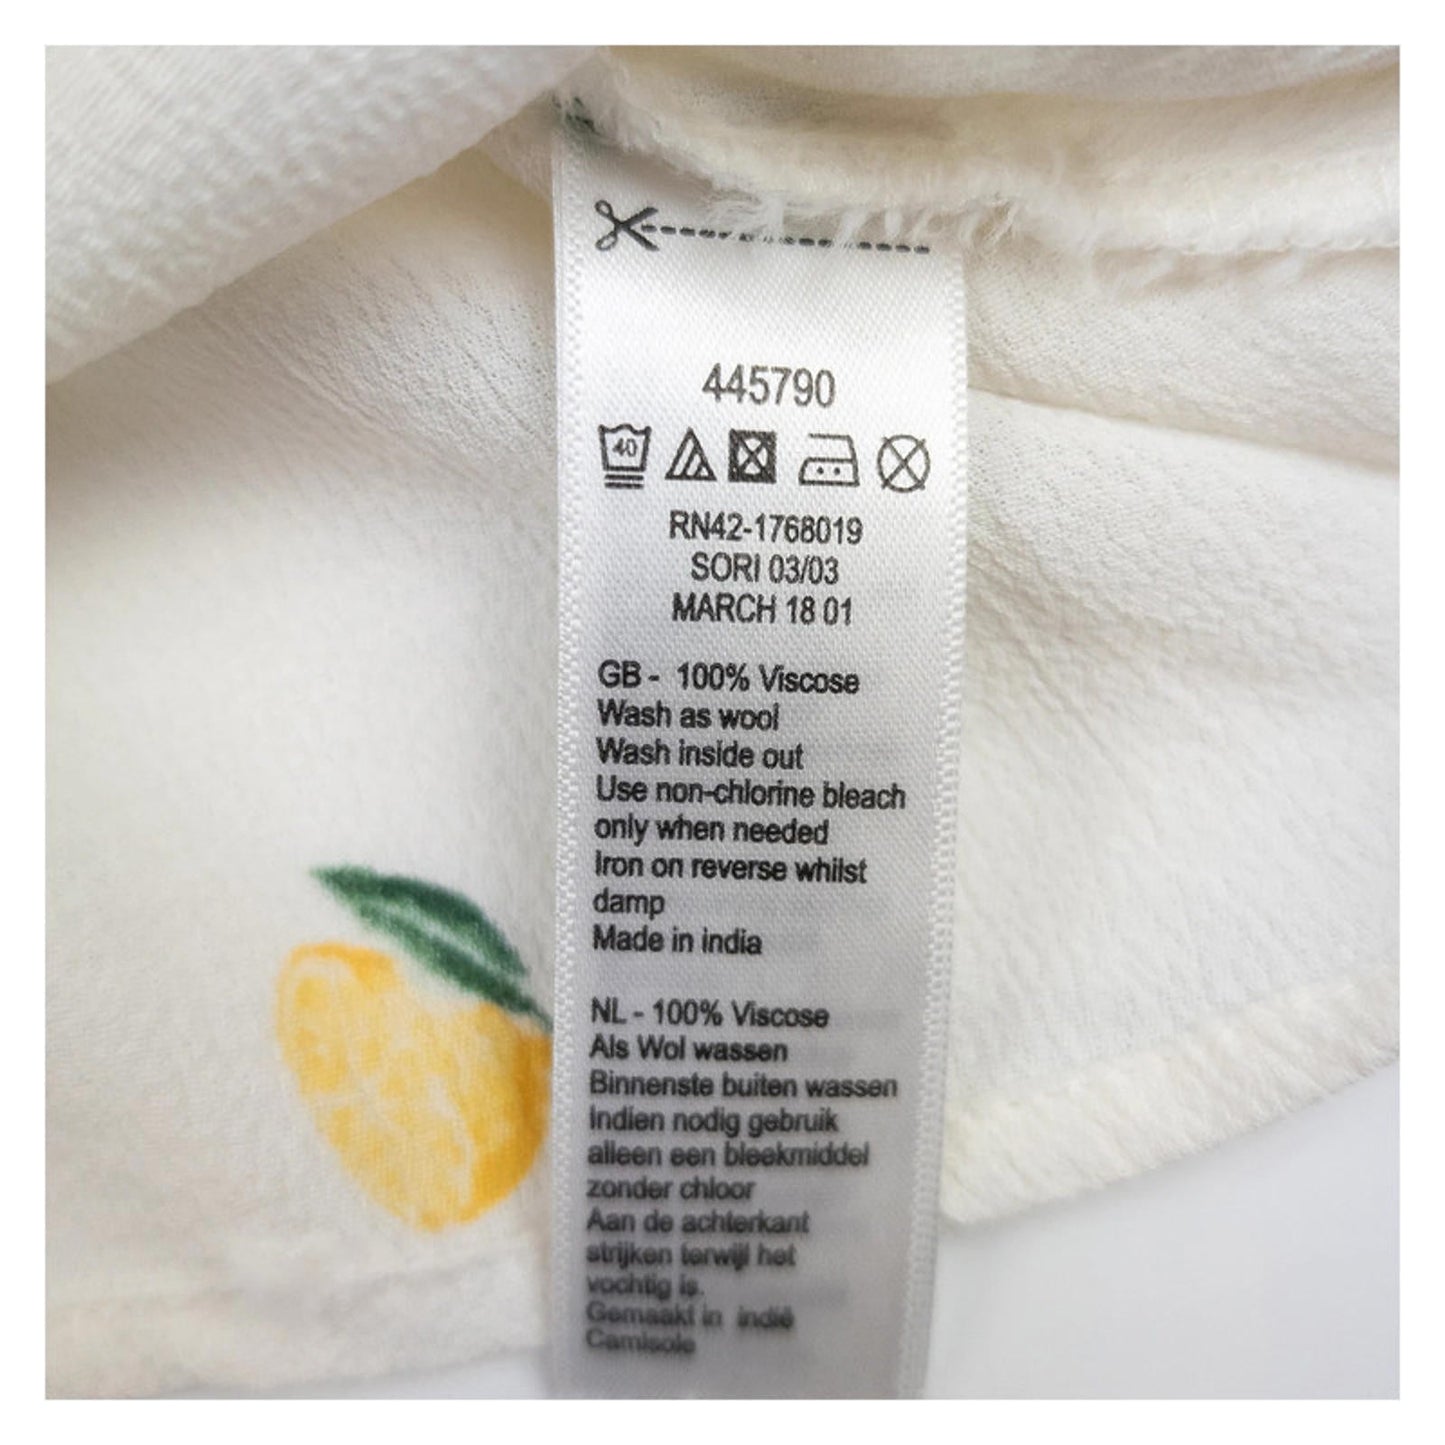 445790
40
RN42-1768019
SORI 03/03
MARCH 18 01
GB - 100% Viscose
Wash as wool
Wash inside out
Use non-chlorine bleach
only when needed
Iron on reverse whilst
damp
Made in india
NL - 100% Viscose
Als Wol wassen
Binnenste buiten wassen
Indien nodig gebruik
alleen een bleekmiddel
zonder chloor
Aan de achterkant
strijken terwijl het
vochtig is.
Gemaakt in indië
Camisole